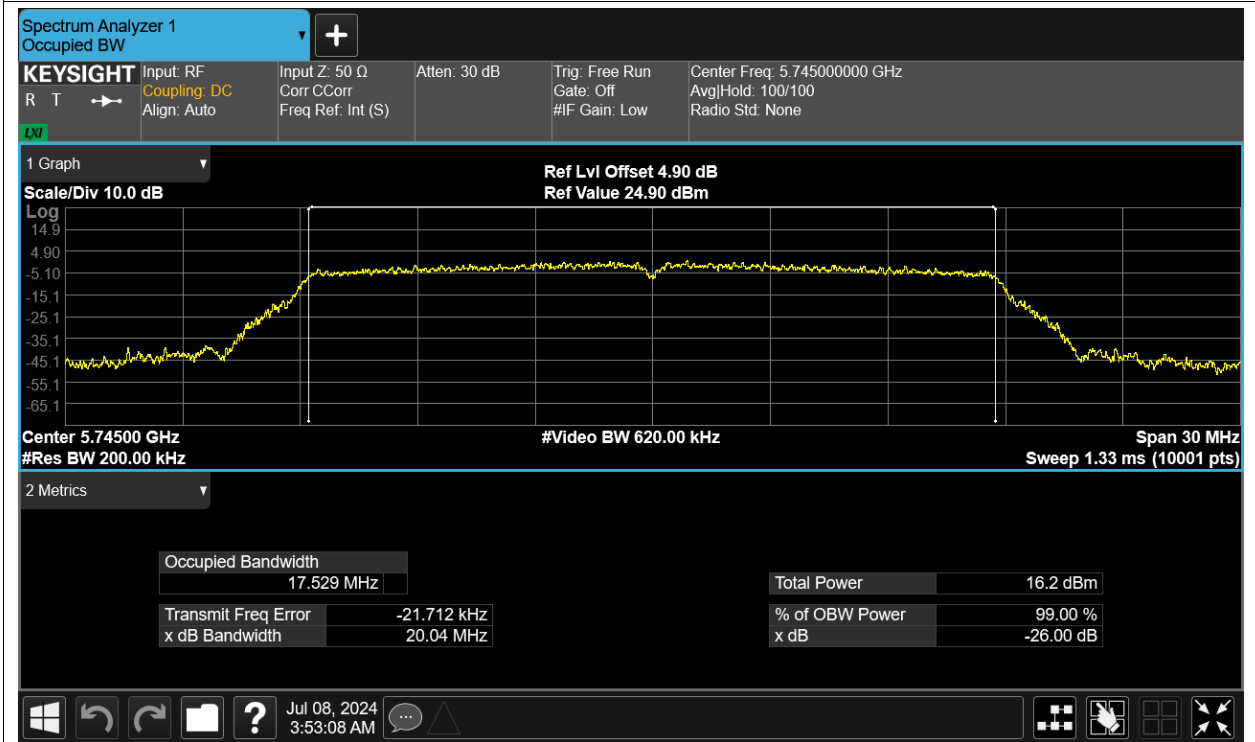 Spectrum Analyzer 1
Occupied BW
KEYSIGHT
R T
LXI
Input: RF
Coupling: DC
Align: Auto
Input Z: 50 Ω
Corr CCorr
Freq Ref: Int (S)
Atten: 30 dB
Trig: Free Run
Gate: Off
#IF Gain: Low
Center Freq: 5.745000000 GHz
Avg|Hold: 100/100
Radio Std: None
1 Graph
Scale/Div 10.0 dB
Ref Lvl Offset 4.90 dB
Ref Value 24.90 dBm
Log
14.9
4.90
-5.10
-15.1
-25.1
-35.1
-45.1
-55.1
-65.1
Center 5.74500 GHz
#Video BW 620.00 kHz
Span 30 MHz
#Res BW 200.00 kHz
Sweep 1.33 ms (10001 pts)
2 Metrics
Occupied Bandwidth
17.529 MHz
Total Power 16.2 dBm
Transmit Freq Error -21.712 kHz
% of OBW Power 99.00 %
x dB Bandwidth 20.04 MHz
x dB -26.00 dB
?
Jul 08, 2024
3:53:08 AM